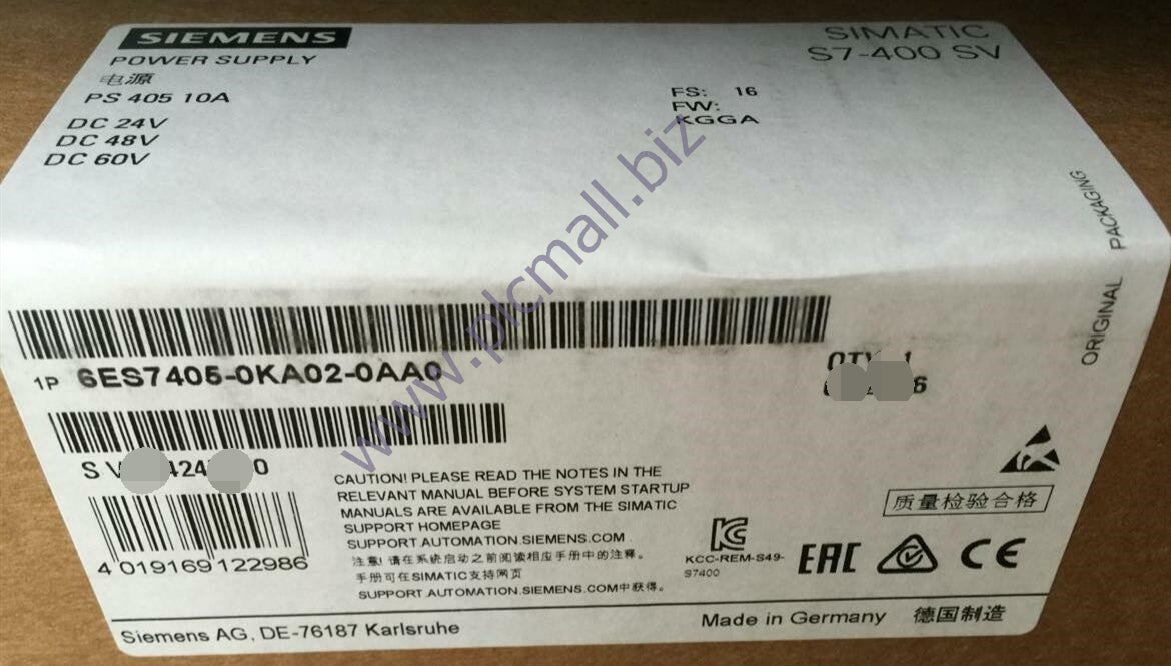 SIEMENS
POWER SUPPLY
电源
PS 405 10A
DC 24V
DC 48V
DC 60V
SIMATIC
S7-400 SV
FS: 16
FW:
KGGA
ORIGINAL PACKAGING
www.plcmall.biz
1P 6ES7405-0KA02-0AA0
QTY 1
S V 424 0
4 019169 122986
CAUTION! PLEASE READ THE NOTES IN THE
RELEVANT MANUAL BEFORE SYSTEM STARTUP
MANUALS ARE AVAILABLE FROM THE SIMATIC
SUPPORT HOMEPAGE
SUPPORT.AUTOMATION.SIEMENS.COM.
注意! 请在系统启动之前阅读相应手册中的注释。
手册可在SIMATIC支持网页
SUPPORT.AUTOMATION.SIEMENS.COM中获得。
KCC-REM-S49-
S7400
EAC
CE
质量检验合格
Siemens AG, DE-76187 Karlsruhe
Made in Germany 德国制造